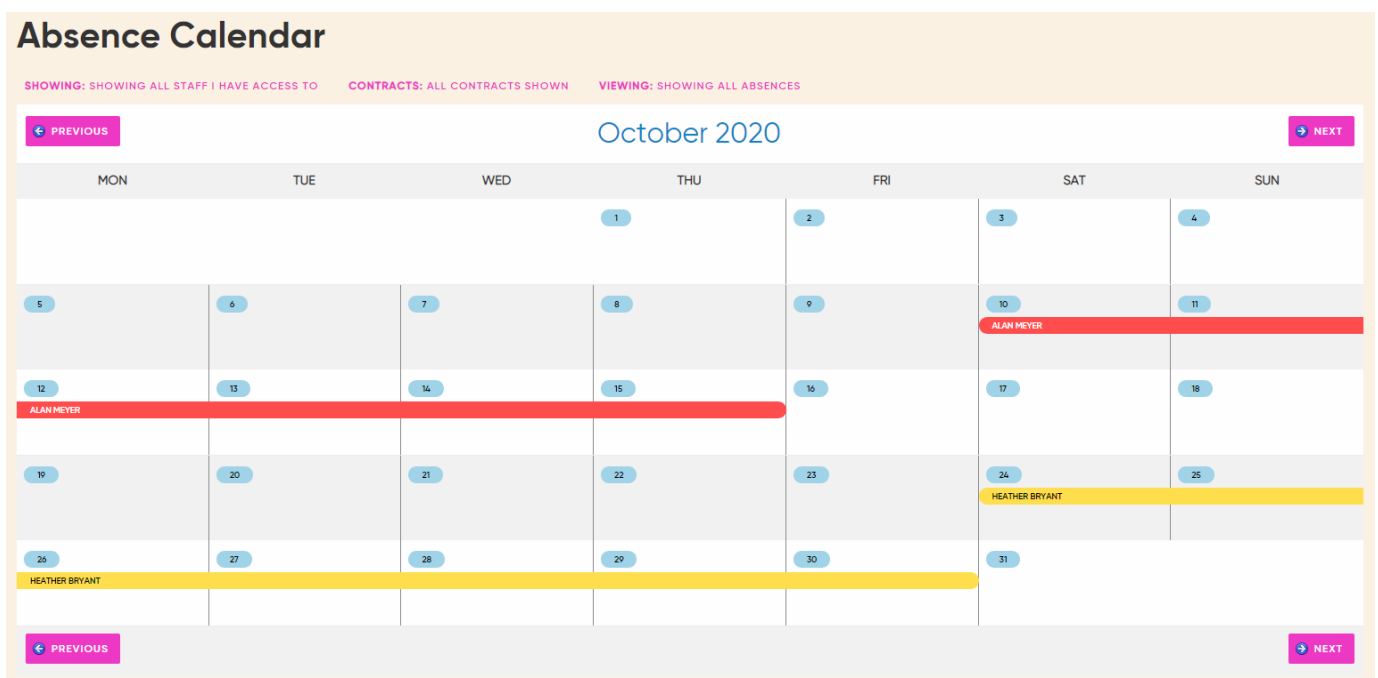 Absence Calendar
SHOWING: SHOWING ALL STAFF I HAVE ACCESS TO CONTRACTS: ALL CONTRACTS SHOWN VIEWING: SHOWING ALL ABSENCES
PREVIOUS October 2020 NEXT
MON TUE WED THU FRI SAT SUN
1 2 3 4
5 6 7 8 9 10 11
ALAN MEYER
12 13 14 15 16 17 18
ALAN MEYER
19 20 21 22 23 24 25
HEATHER BRYANT
26 27 28 29 30 31
HEATHER BRYANT
PREVIOUS NEXT